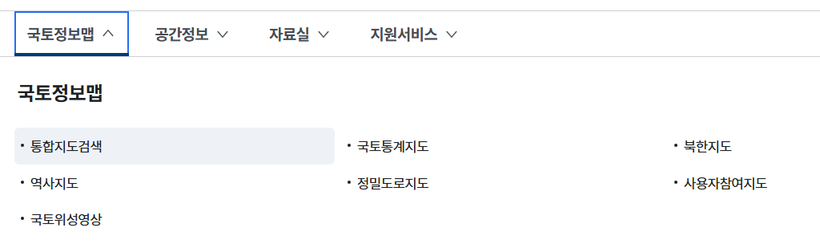 국토정보맵 공간정보 자료실 지원서비스
국토정보맵
· 통합지도검색 · 국토통계지도 · 북한지도
· 역사지도 · 정밀도로지도 · 사용자참여지도
· 국토위성영상